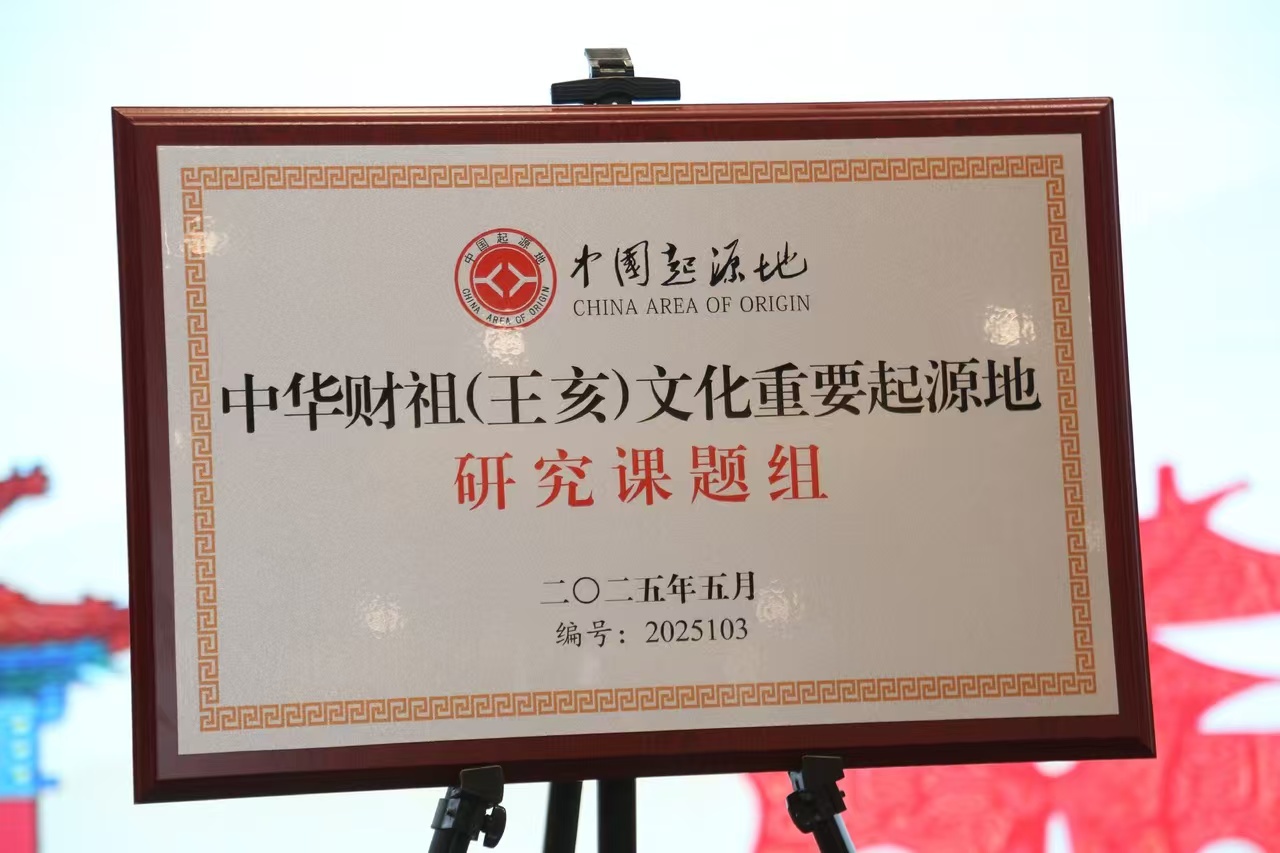 中国起源地
CHINA AREA OF ORIGIN
中國起源地
CHINA AREA OF ORIGIN
中华财祖(王亥)文化重要起源地
研究课题组
二〇二五年五月
编号：2025103